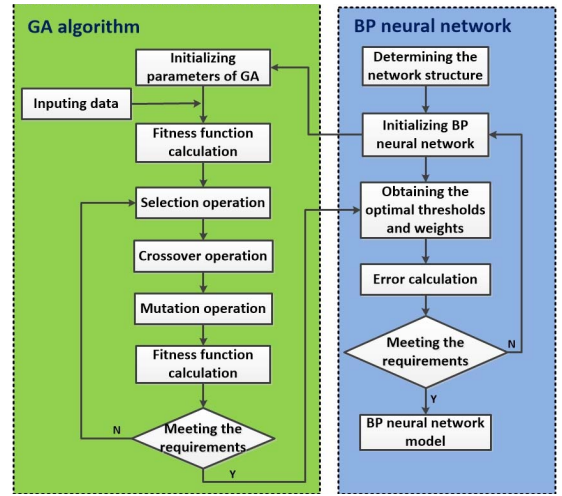 GA algorithm
Initializing
parameters of GA
Inputing data
Fitness function
calculation
Selection operation
Crossover operation
Mutation operation
Fitness function
calculation
Meeting the
requirements
N
Y
BP neural network
Determining the
network structure
Initializing BP
neural network
Obtaining the
optimal thresholds
and weights
Error calculation
Meeting the
requirements
N
Y
BP neural network
model